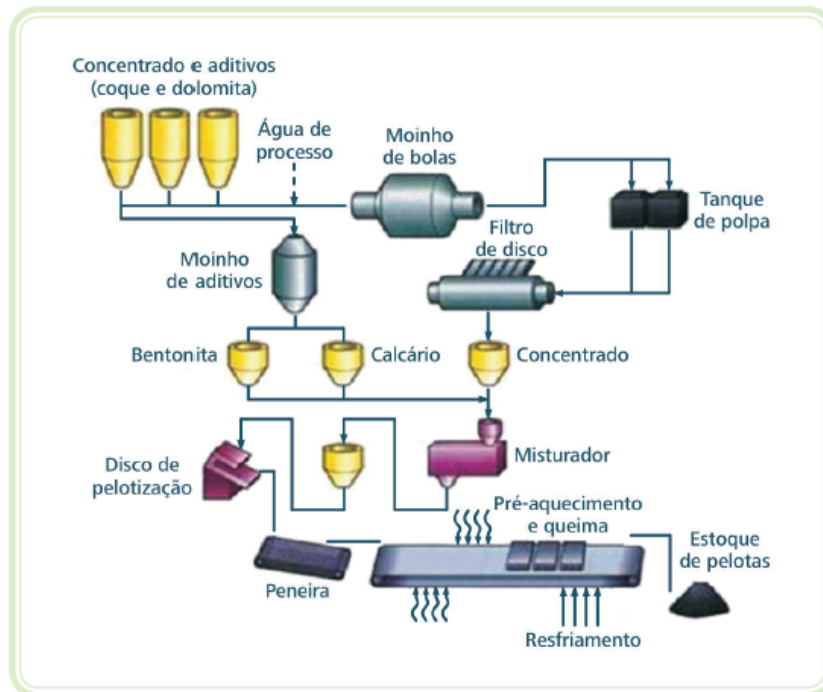 Concentrado e aditivos
(coque e dolomita)
Água de
processo
Moinho
de bolas
Tanque
de polpa
Filtro
de disco
Moinho
de aditivos
Bentonita
Calcário
Concentrado
Disco de
pelotização
Misturador
Pré-aquecimento
e queima
Estoque
de pelotas
Peneira
Resfriamento